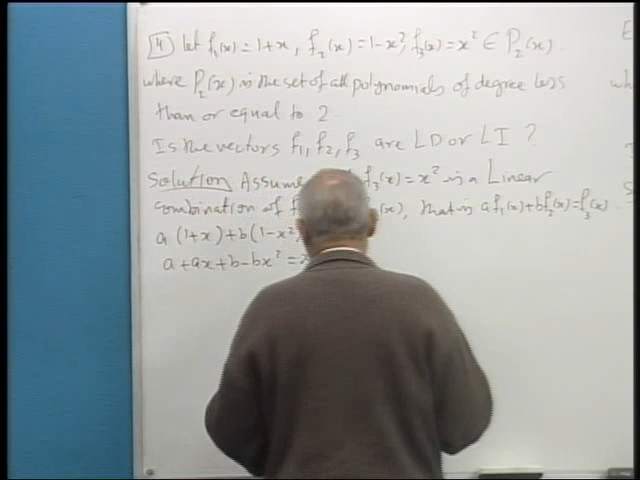 4 Let f₁(x) = 1+x, f₂(x) = 1-x², f₃(x) = x² ∈ P₂(x).
where P₂(x) is the set of all polynomials of degree less
than or equal to 2.
Is the vectors f₁, f₂, f₃ are LD or LI ?
Solution Assume f₃(x) = x² is a Linear
combination of f (x), that is a f₁(x)+b f₂(x) = f₃(x).
a (1+x) + b(1-x²
a + ax + b - bx² =